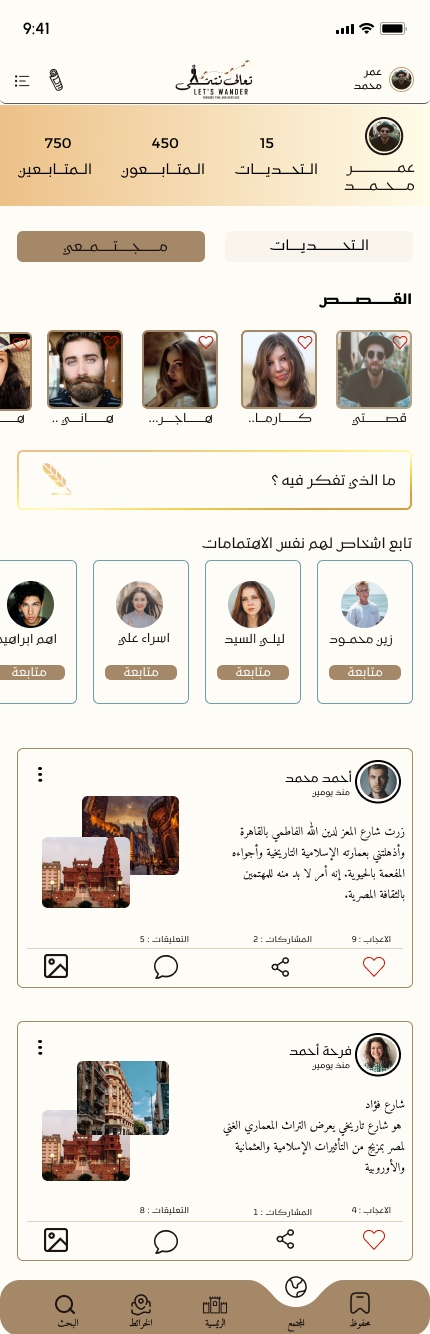 9:41
عمر
محمد
تعالى نتمشى
LET'S WANDER
عمر
محمد
15
التحديات
450
المتابعون
750
المتابعين
التحديات
مجتمعي
القصص
قصتي
كارما..
هاجر...
هاني ..
ما الذي تفكر فيه ؟
تابع اشخاص لهم نفس الاهتمامات
زين محمود
ليلي السيد
اسراء علي
متابعة
متابعة
متابعة
متابعة
أحمد محمد
منذ يومين
زرت شارع المعز لدين الله الفاطمي بالقاهرة
وأذهلتني بعمارته الإسلامية التاريخية وأجواءه
المفعمة بالحيوية. إنه أمر لا بد منه للمهتمين
بالثقافة المصرية.
الاعجاب : 9
المشاركات : 2
التعليقات : 5
فرحة أحمد
منذ يومين
شارع فؤاد
هو شارع تاريخي يعرض التراث المعماري الغني
لمصر بمزيج من التأثيرات الإسلامية والعثمانية
والأوروبية
الاعجاب : 4
المشاركات : 1
التعليقات : 8
محفوظ
المجتمع
الرئيسية
الخرائط
البحث